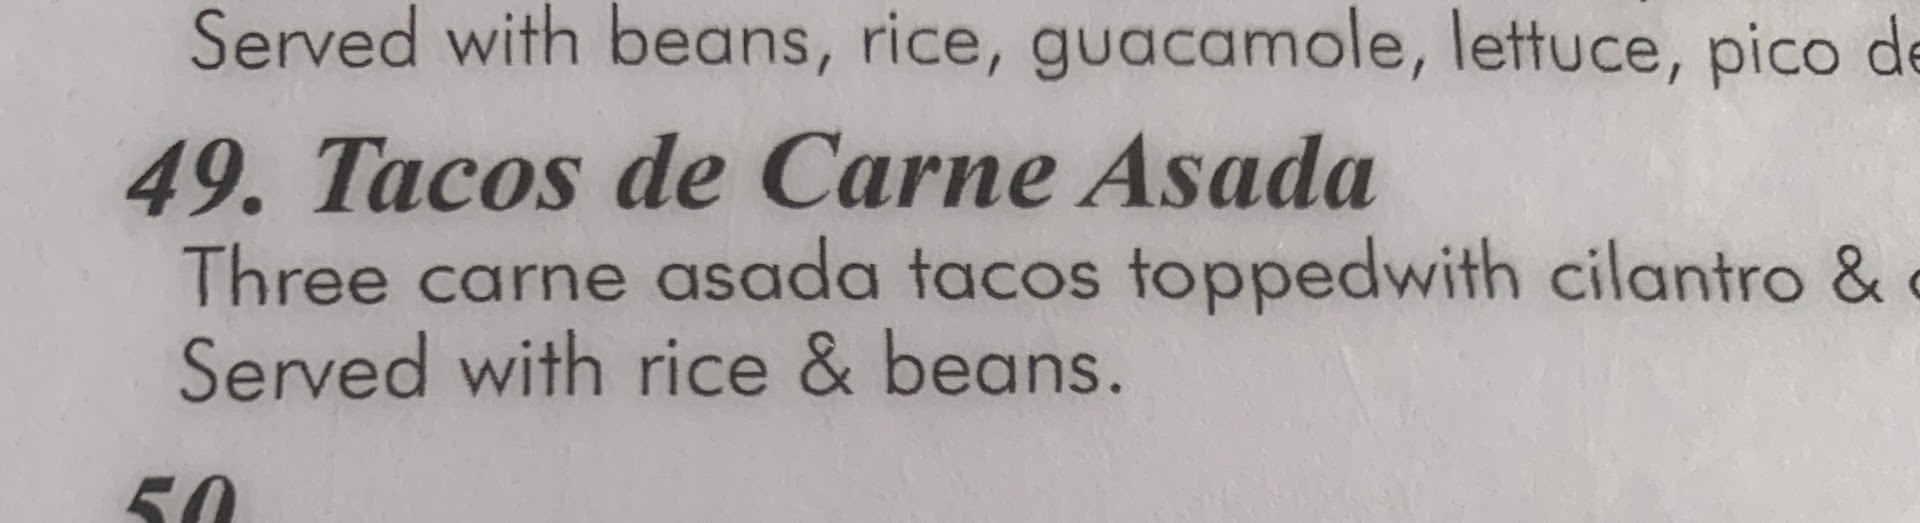 Served with beans, rice, guacamole, lettuce, pico
49. Tacos de Carne Asada
Three carne asada tacos toppedwith cilantro &
Served with rice & beans.
50